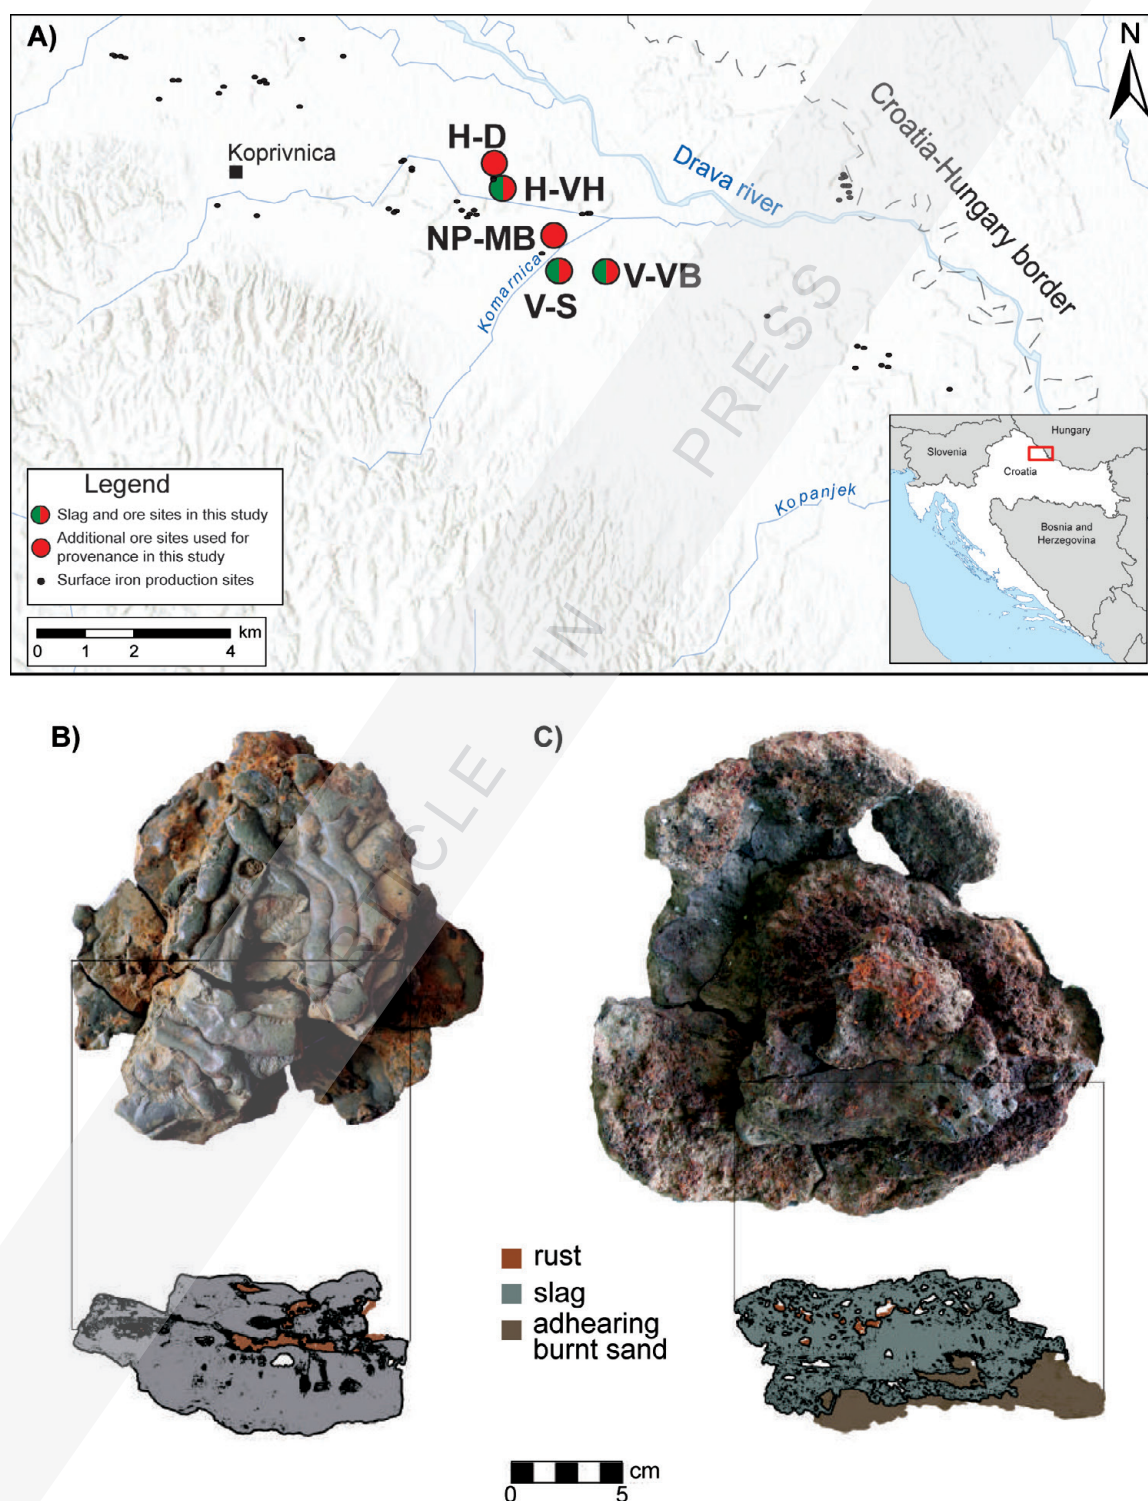 A)
N
Koprivnica
H-D
H-VH
NP-MB
V-S
V-VB
Drava river
Croatia-Hungary border
Komarnica
Kopanjek
Legend
Slag and ore sites in this study
Additional ore sites used for
provenance in this study
Surface iron production sites
km
0 1 2 4
Hungary
Slovenia
Croatia
Bosnia and
Herzegovina
ARTICLE IN PRESS
B)
C)
rust
slag
adhearing
burnt sand
cm
0 5